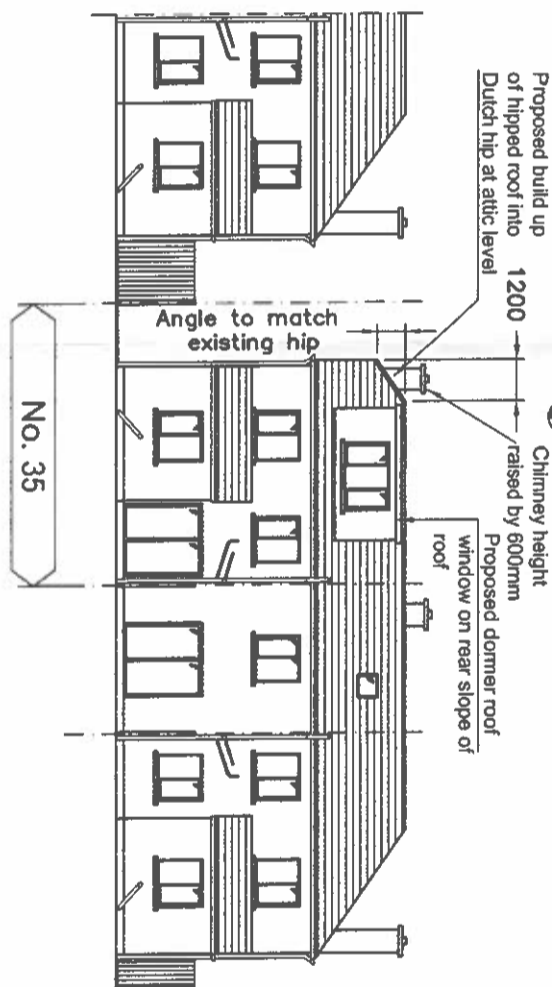 Proposed build up
of hipped roof into
Dutch hip at attic level
1200
Angle to match
existing hip
Chimney height
raised by 600mm
Proposed dormer roof
window on rear slope of
roof
No. 35